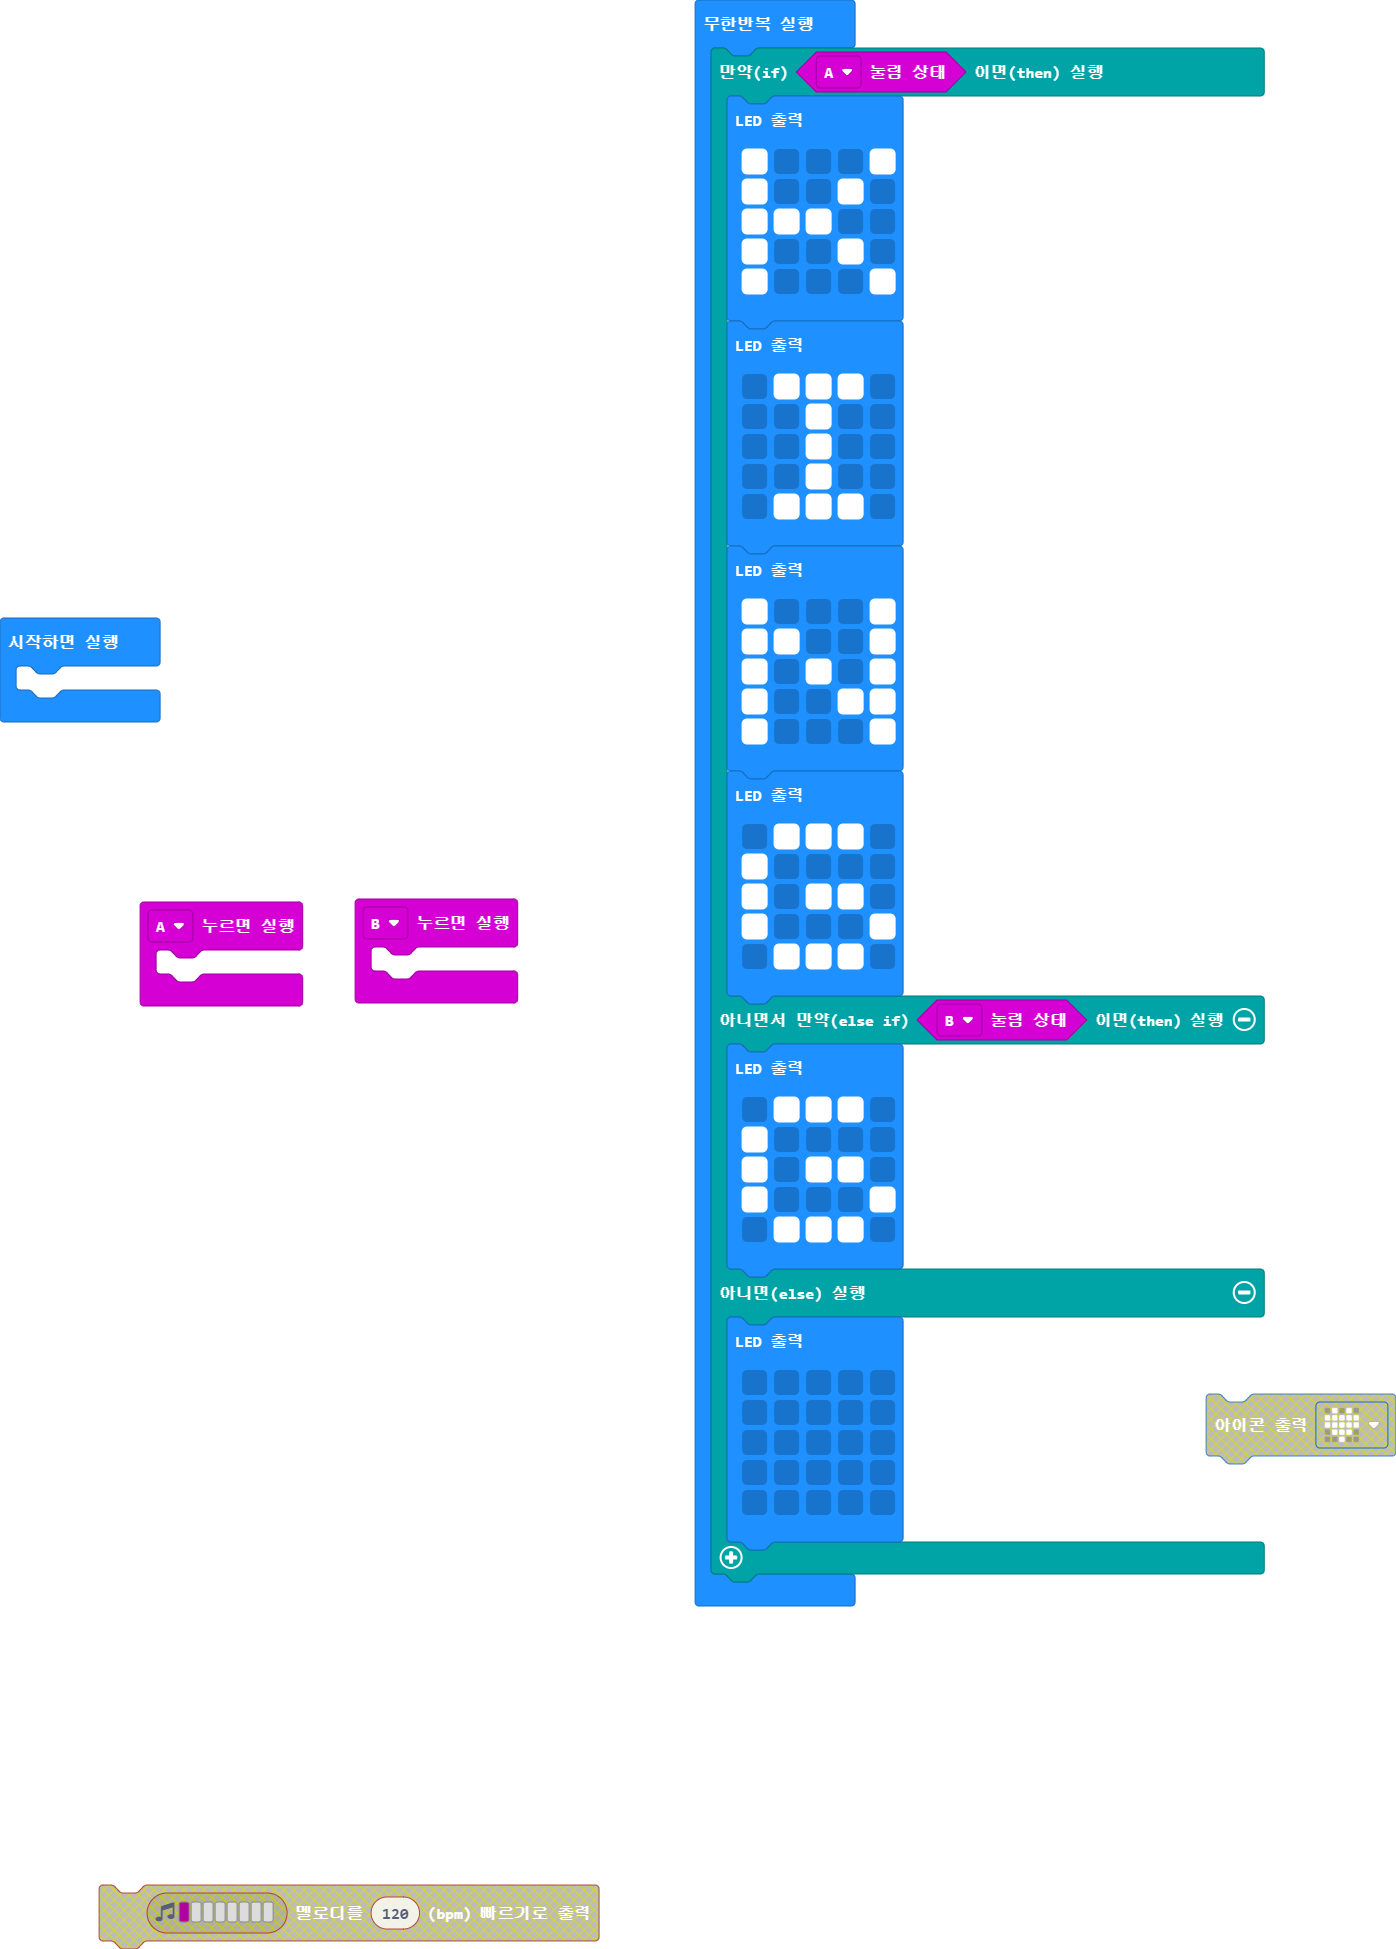 무한반복 실행
만약(if) A 눌림 상태 이면(then) 실행
LED 출력
LED 출력
LED 출력
LED 출력
아니면서 만약(else if) B 눌림 상태 이면(then) 실행
LED 출력
아니면(else) 실행
LED 출력
시작하면 실행
A 누르면 실행
B 누르면 실행
아이콘 출력
멜로디를 120 (bpm) 빠르기로 출력